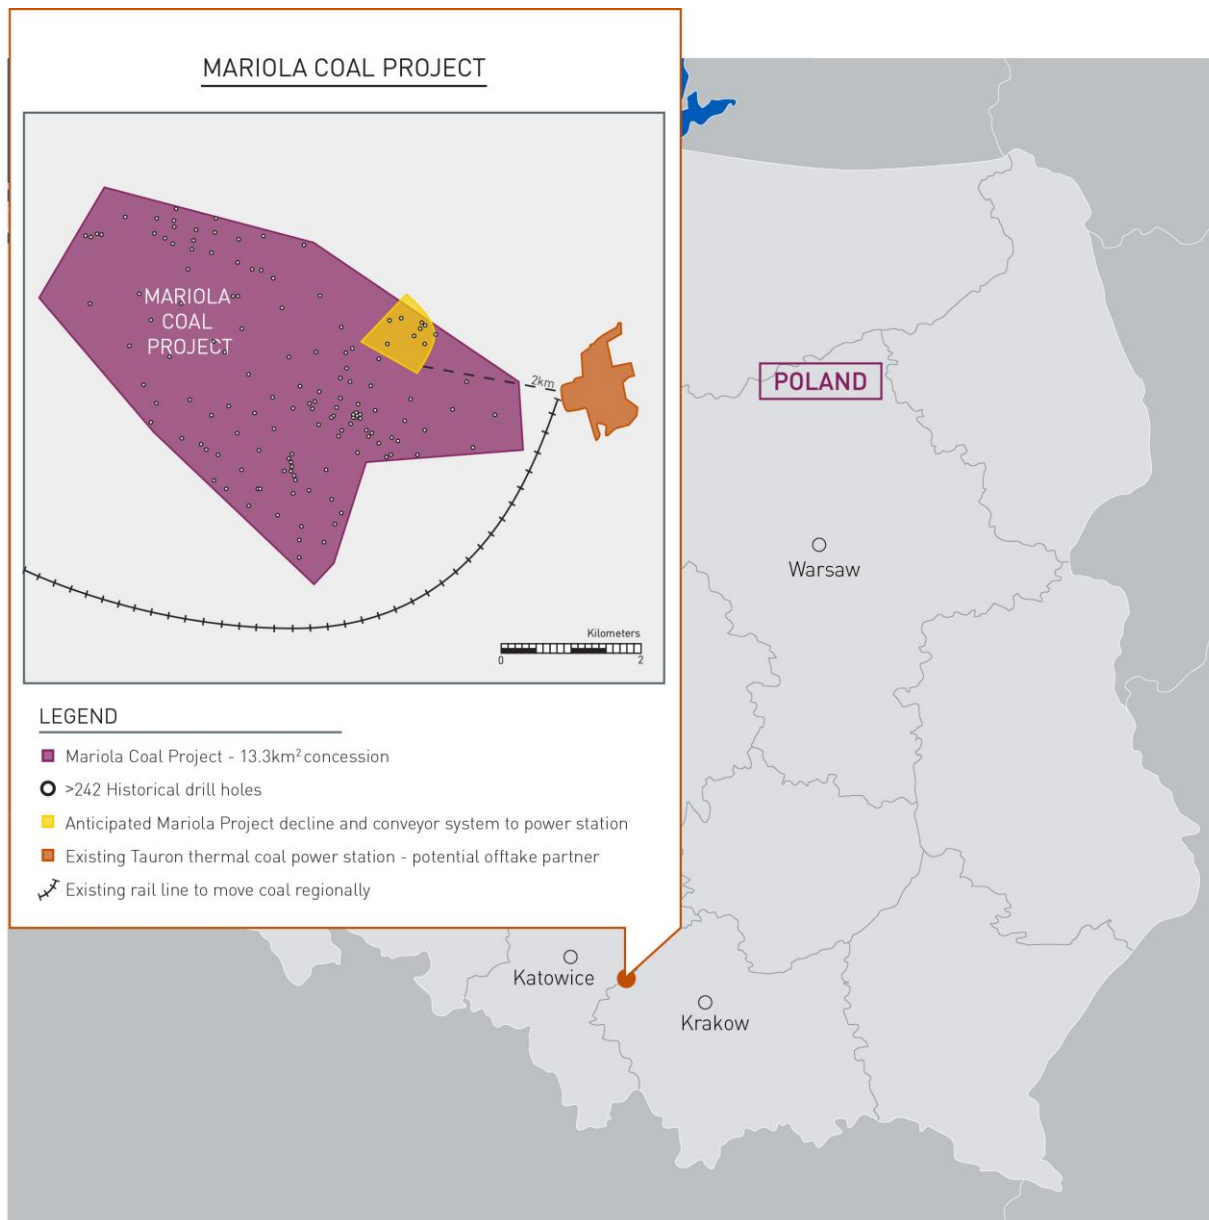 MARIOLA COAL PROJECT
MARIOLA
COAL
PROJECT
2km
Kilometers
0 2
LEGEND
Mariola Coal Project - 13.3km² concession
>242 Historical drill holes
Anticipated Mariola Project decline and conveyor system to power station
Existing Tauron thermal coal power station - potential offtake partner
Existing rail line to move coal regionally
POLAND
Warsaw
Katowice
Krakow